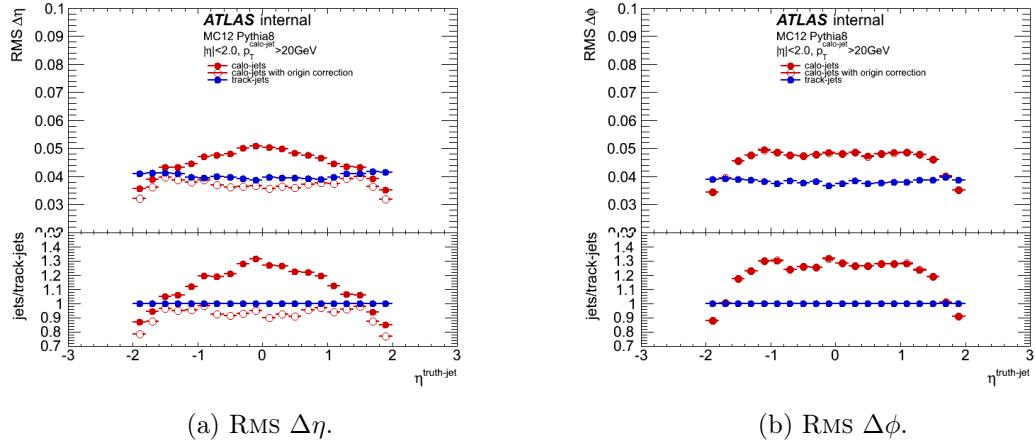 RMS Δη
0.1
0.09
0.08
0.07
0.06
0.05
0.04
0.03
0.02
ATLAS internal
MC12 Pythia8
|η|<2.0, p_T^calo-jet >20GeV
calo-jets
calo-jets with origin correction
track-jets
jets/track-jets
1.4
1.3
1.2
1.1
1
0.9
0.8
0.7
-3 -2 -1 0 1 2 3
η^truth-jet
(a) RMS Δη.
RMS Δϕ
0.1
0.09
0.08
0.07
0.06
0.05
0.04
0.03
0.02
ATLAS internal
MC12 Pythia8
|η|<2.0, p_T^calo-jet >20GeV
calo-jets
calo-jets with origin correction
track-jets
jets/track-jets
1.4
1.3
1.2
1.1
1
0.9
0.8
0.7
-3 -2 -1 0 1 2 3
η^truth-jet
(b) RMS Δϕ.